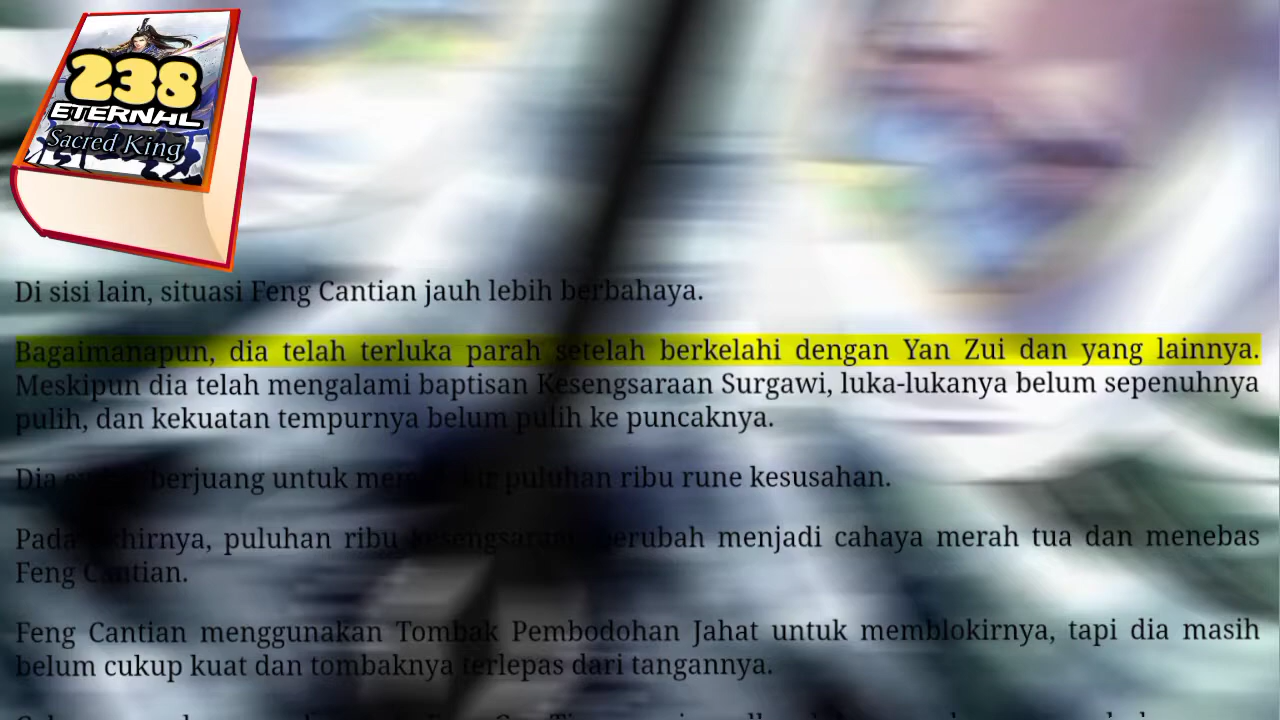 238
ETERNAL
Sacred King
Di sisi lain, situasi Feng Cantian jauh lebih berbahaya.
Bagaimanapun, dia telah terluka parah setelah berkelahi dengan Yan Zui dan yang lainnya.
Meskipun dia telah mengalami baptisan Kesengsaraan Surgawi, luka-lukanya belum sepenuhnya
pulih, dan kekuatan tempurnya belum pulih ke puncaknya.
Dia berjuang untuk puluhan ribu rune kesusahan.
Pada akhirnya, puluhan ribu kesengsaraan berubah menjadi cahaya merah tua dan menebas
Feng Cantian.
Feng Cantian menggunakan Tombak Pembodohan Jahat untuk memblokirnya, tapi dia masih
belum cukup kuat dan tombaknya terlepas dari tangannya.